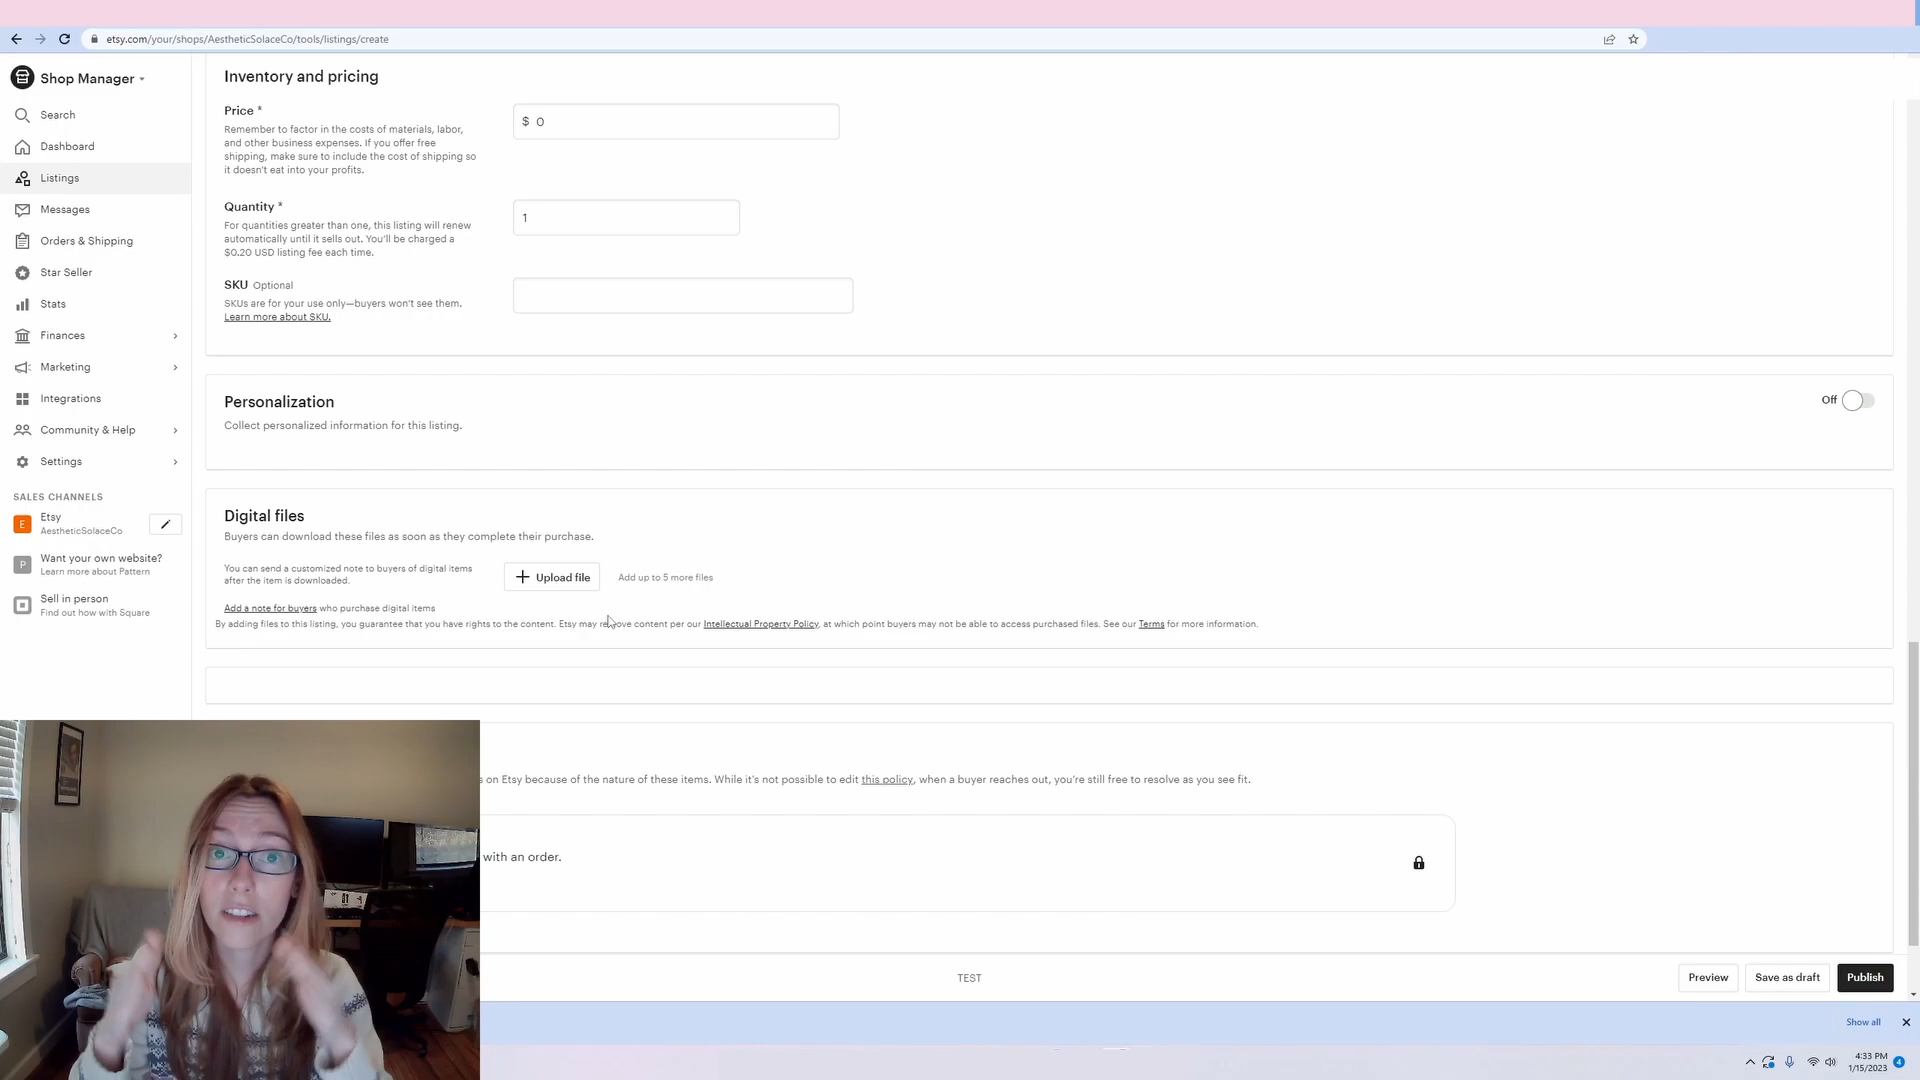 etsy.com/your/shops/AestheticSolaceCo/tools/listings/create
Shop Manager
Search
Dashboard
Listings
Messages
Orders & Shipping
Star Seller
Stats
Finances
Marketing
Integrations
Community & Help
Settings
SALES CHANNELS
E
Etsy
AestheticSolaceCo
P
Want your own website?
Learn more about Pattern
Sell in person
Find out how with Square
Inventory and pricing
Price *
Remember to factor in the costs of materials, labor,
and other business expenses. If you offer free
shipping, make sure to include the cost of shipping so
it doesn't eat into your profits.
$ 0
Quantity *
For quantities greater than one, this listing will renew
automatically until it sells out. You'll be charged a
$0.20 USD listing fee each time.
1
SKU Optional
SKUs are for your use only—buyers won't see them.
Learn more about SKU.
Personalization
Collect personalized information for this listing.
Off
Digital files
Buyers can download these files as soon as they complete their purchase.
You can send a customized note to buyers of digital items
after the item is downloaded.
+ Upload file
Add up to 5 more files
Add a note for buyers who purchase digital items
By adding files to this listing, you guarantee that you have rights to the content. Etsy may remove content per our Intellectual Property Policy, at which point buyers may not be able to access purchased files. See our Terms for more information.
s on Etsy because of the nature of these items. While it's not possible to edit this policy, when a buyer reaches out, you're still free to resolve as you see fit.
with an order.
TEST
Preview
Save as draft
Publish
Show all
4:33 PM
1/15/2023
4